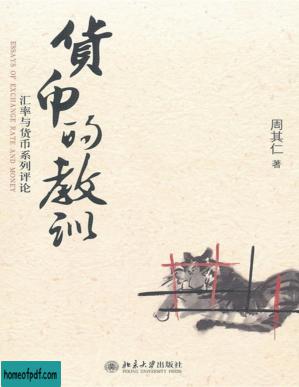 貨币的教训
汇率与货币系列评论
ESSAYS OF EXCHANGE RATE AND MONEY
周其仁 著
北京大学出版社
PEKING UNIVERSITY PRESS
homeofpdf.com